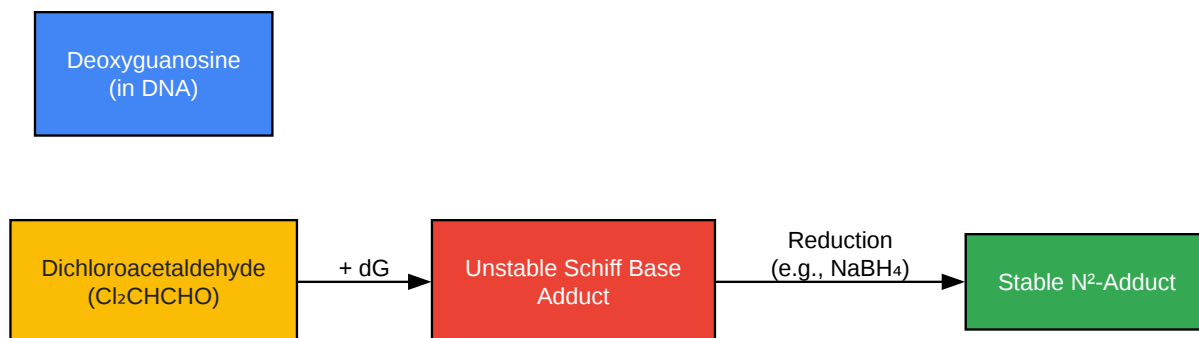 Deoxyguanosine
(in DNA)
Dichloroacetaldehyde
(Cl₂CHCHO)
+ dG
Unstable Schiff Base
Adduct
Reduction
(e.g., NaBH₄)
Stable N²-Adduct